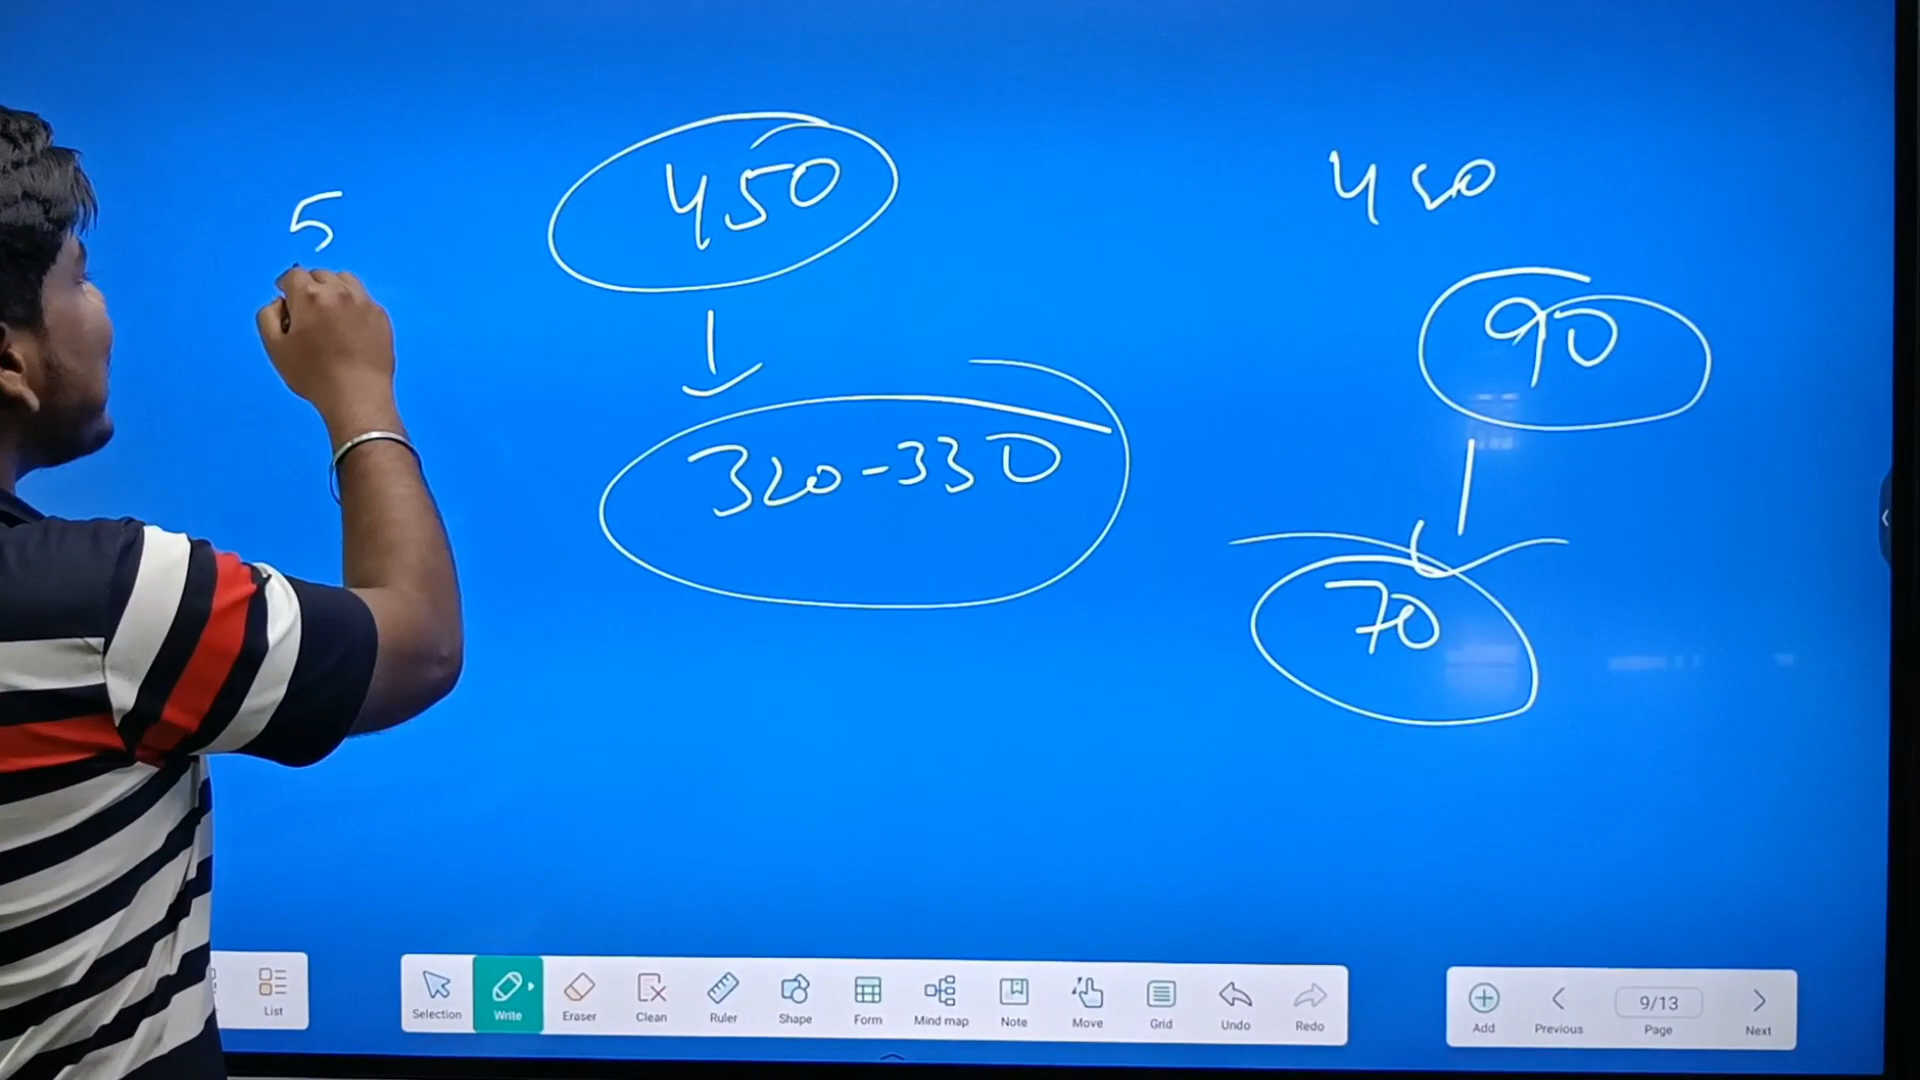 5
450
450
90
320-330
70
List
Selection
Write
Eraser
Clean
Ruler
Shape
Form
Mind map
Note
Move
Grid
Undo
Redo
Add
Previous
9/13
Page
Next